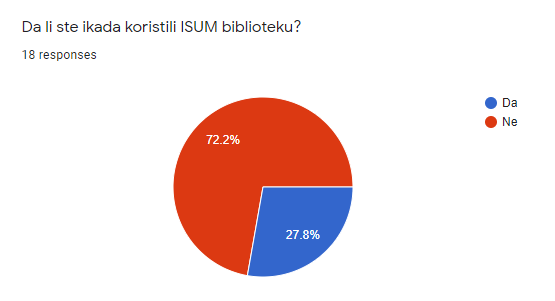 Da li ste ikada koristili ISUM biblioteku?
18 responses
Da
Ne
72.2%
27.8%